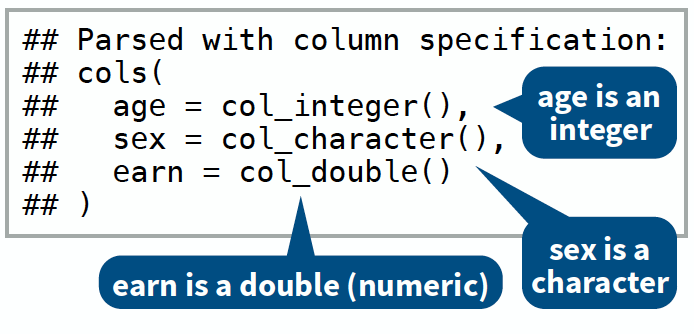 ## Parsed with column specification:
## cols(
##   age = col_integer(),
##   sex = col_character(),
##   earn = col_double()
## )
age is an
integer
sex is a
character
earn is a double (numeric)